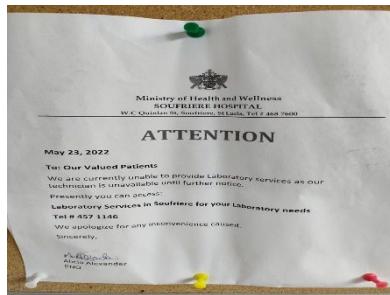 Ministry of Health and Wellness
SOUFRIERE HOSPITAL
W.C Quinlan St, Soufriere, St Lucia, Tel # 468 7600
ATTENTION
May 23, 2022
To: Our Valued Patients
We are currently unable to provide Laboratory services as our
technician is unavailable until further notice.
Presently you can access:
Laboratory Services in Soufriere for your Laboratory needs
Tel # 457 1146
We apologize for any inconvenience caused.
Sincerely,
Alicia Alexander